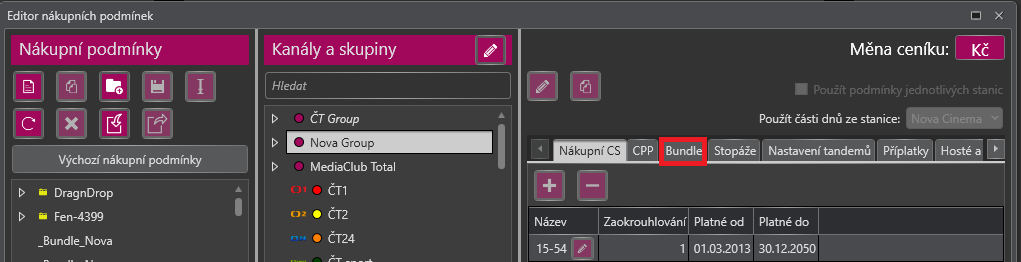 Editor nákupních podmínek
Nákupní podmínky
Výchozí nákupní podmínky
DragnDrop
Fen-4399
_Bundle_Nova
Kanály a skupiny
Hledat
ČT Group
Nova Group
MediaClub Total
ČT1
ČT2
ČT24
Měna ceníku: Kč
Použít podmínky jednotlivých stanic
Použít části dnů ze stanice: Nova Cinema
Nákupní CS CPP Bundle Stopáže Nastavení tandemů Příplatky Hosté a
Název Zaokrouhlování Platné od Platné do
15-54 1 01.03.2013 30.12.2050